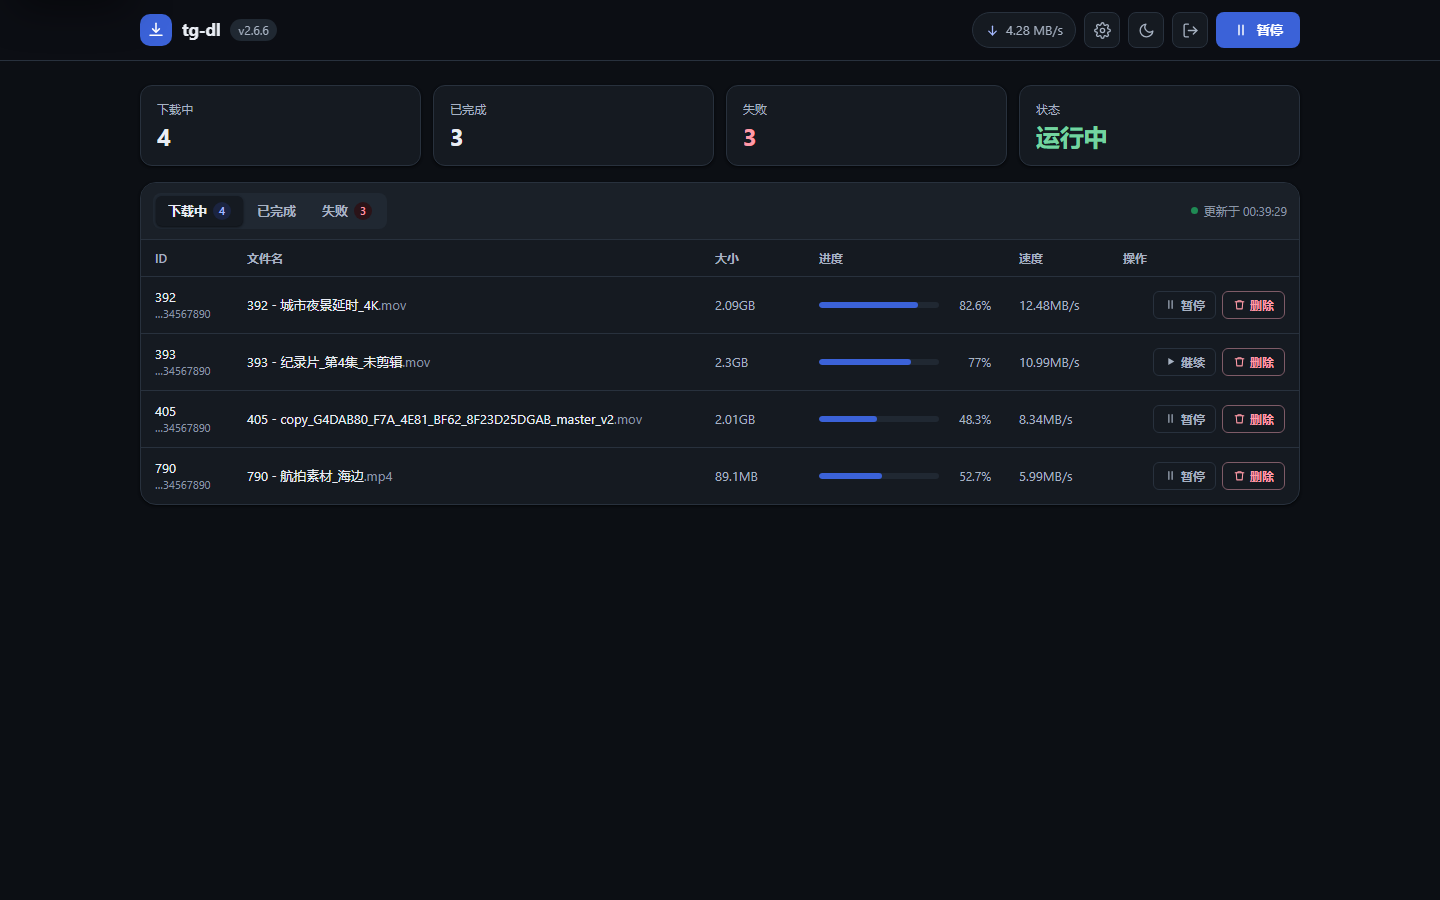 tg-dl v2.6.6 4.28 MB/s 暂停
下载中 已完成 失败 状态
4 3 3 运行中
下载中 4 已完成 失败 3 更新于 00:39:29
ID 文件名 大小 进度 速度 操作
392 392 - 城市夜景延时_4K.mov 2.09GB 82.6% 12.48MB/s 暂停 删除
...34567890
393 393 - 纪录片_第4集_未剪辑.mov 2.3GB 77% 10.99MB/s 继续 删除
...34567890
405 405 - copy_G4DAB80_F7A_4E81_BF62_8F23D25DGAB_master_v2.mov 2.01GB 48.3% 8.34MB/s 暂停 删除
...34567890
790 790 - 航拍素材_海边.mp4 89.1MB 52.7% 5.99MB/s 暂停 删除
...34567890